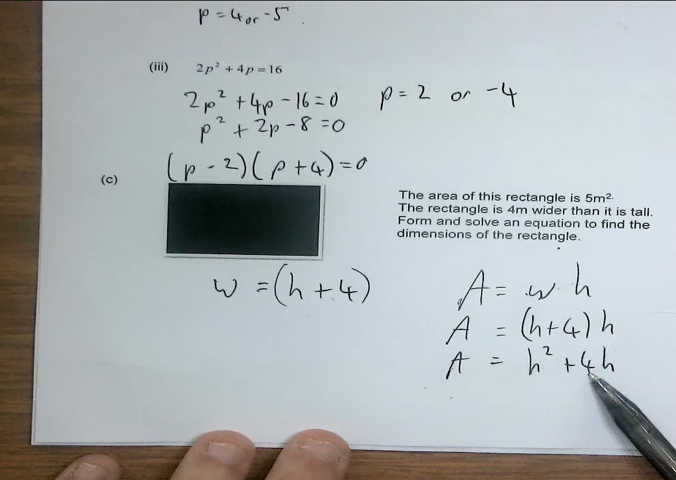 p = 4 or -5.
(iii) 2p² + 4p = 16
2p² + 4p - 16 = 0 p = 2 or -4
p² + 2p - 8 = 0
(p - 2)(p + 4) = 0
(c)
The area of this rectangle is 5m².
The rectangle is 4m wider than it is tall.
Form and solve an equation to find the
dimensions of the rectangle.
w = (h + 4)
A = w h
A = (h+4) h
A = h² + 4h